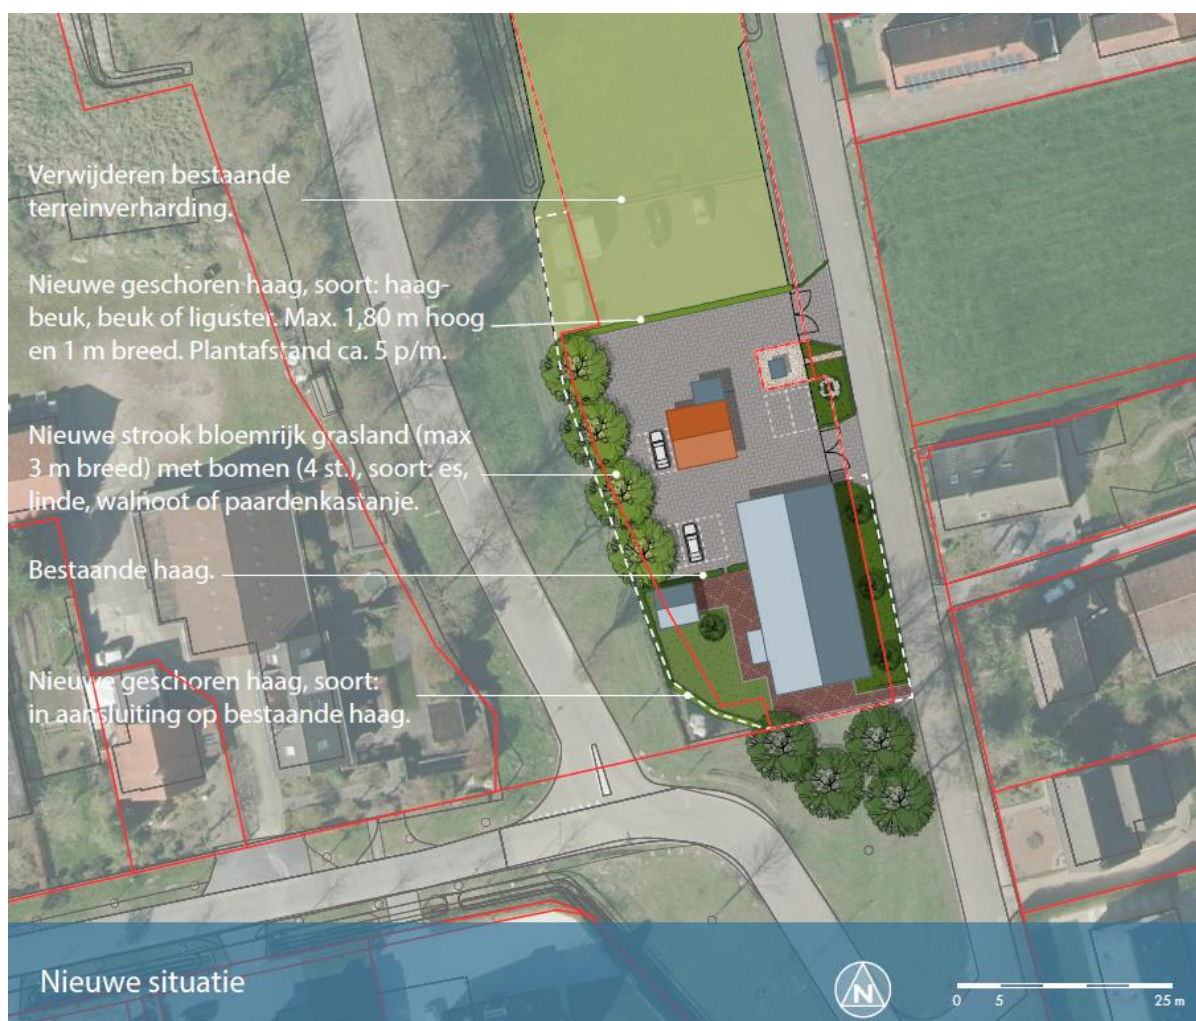 Verwijderen bestaande
terreinverharding.
Nieuwe geschoren haag, soort: haag-
beuk, beuk of liguster. Max. 1,80 m hoog
en 1 m breed. Plantafstand ca. 5 p/m.
Nieuwe strook bloemrijk grasland (max
3 m breed) met bomen (4 st.), soort: es,
linde, walnoot of paardenkastanje.
Bestaande haag.
Nieuwe geschoren haag, soort:
in aansluiting op bestaande haag.
Nieuwe situatie
N
0 5 25 m